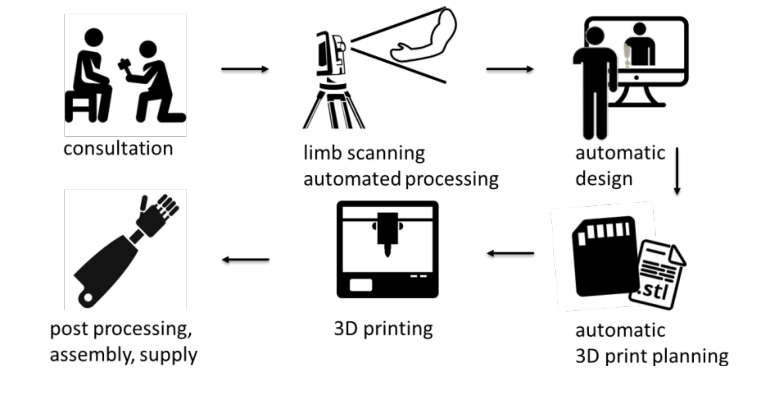 consultation
limb scanning
automated processing
automatic
design
automatic
3D print planning
.stl
3D printing
post processing,
assembly, supply